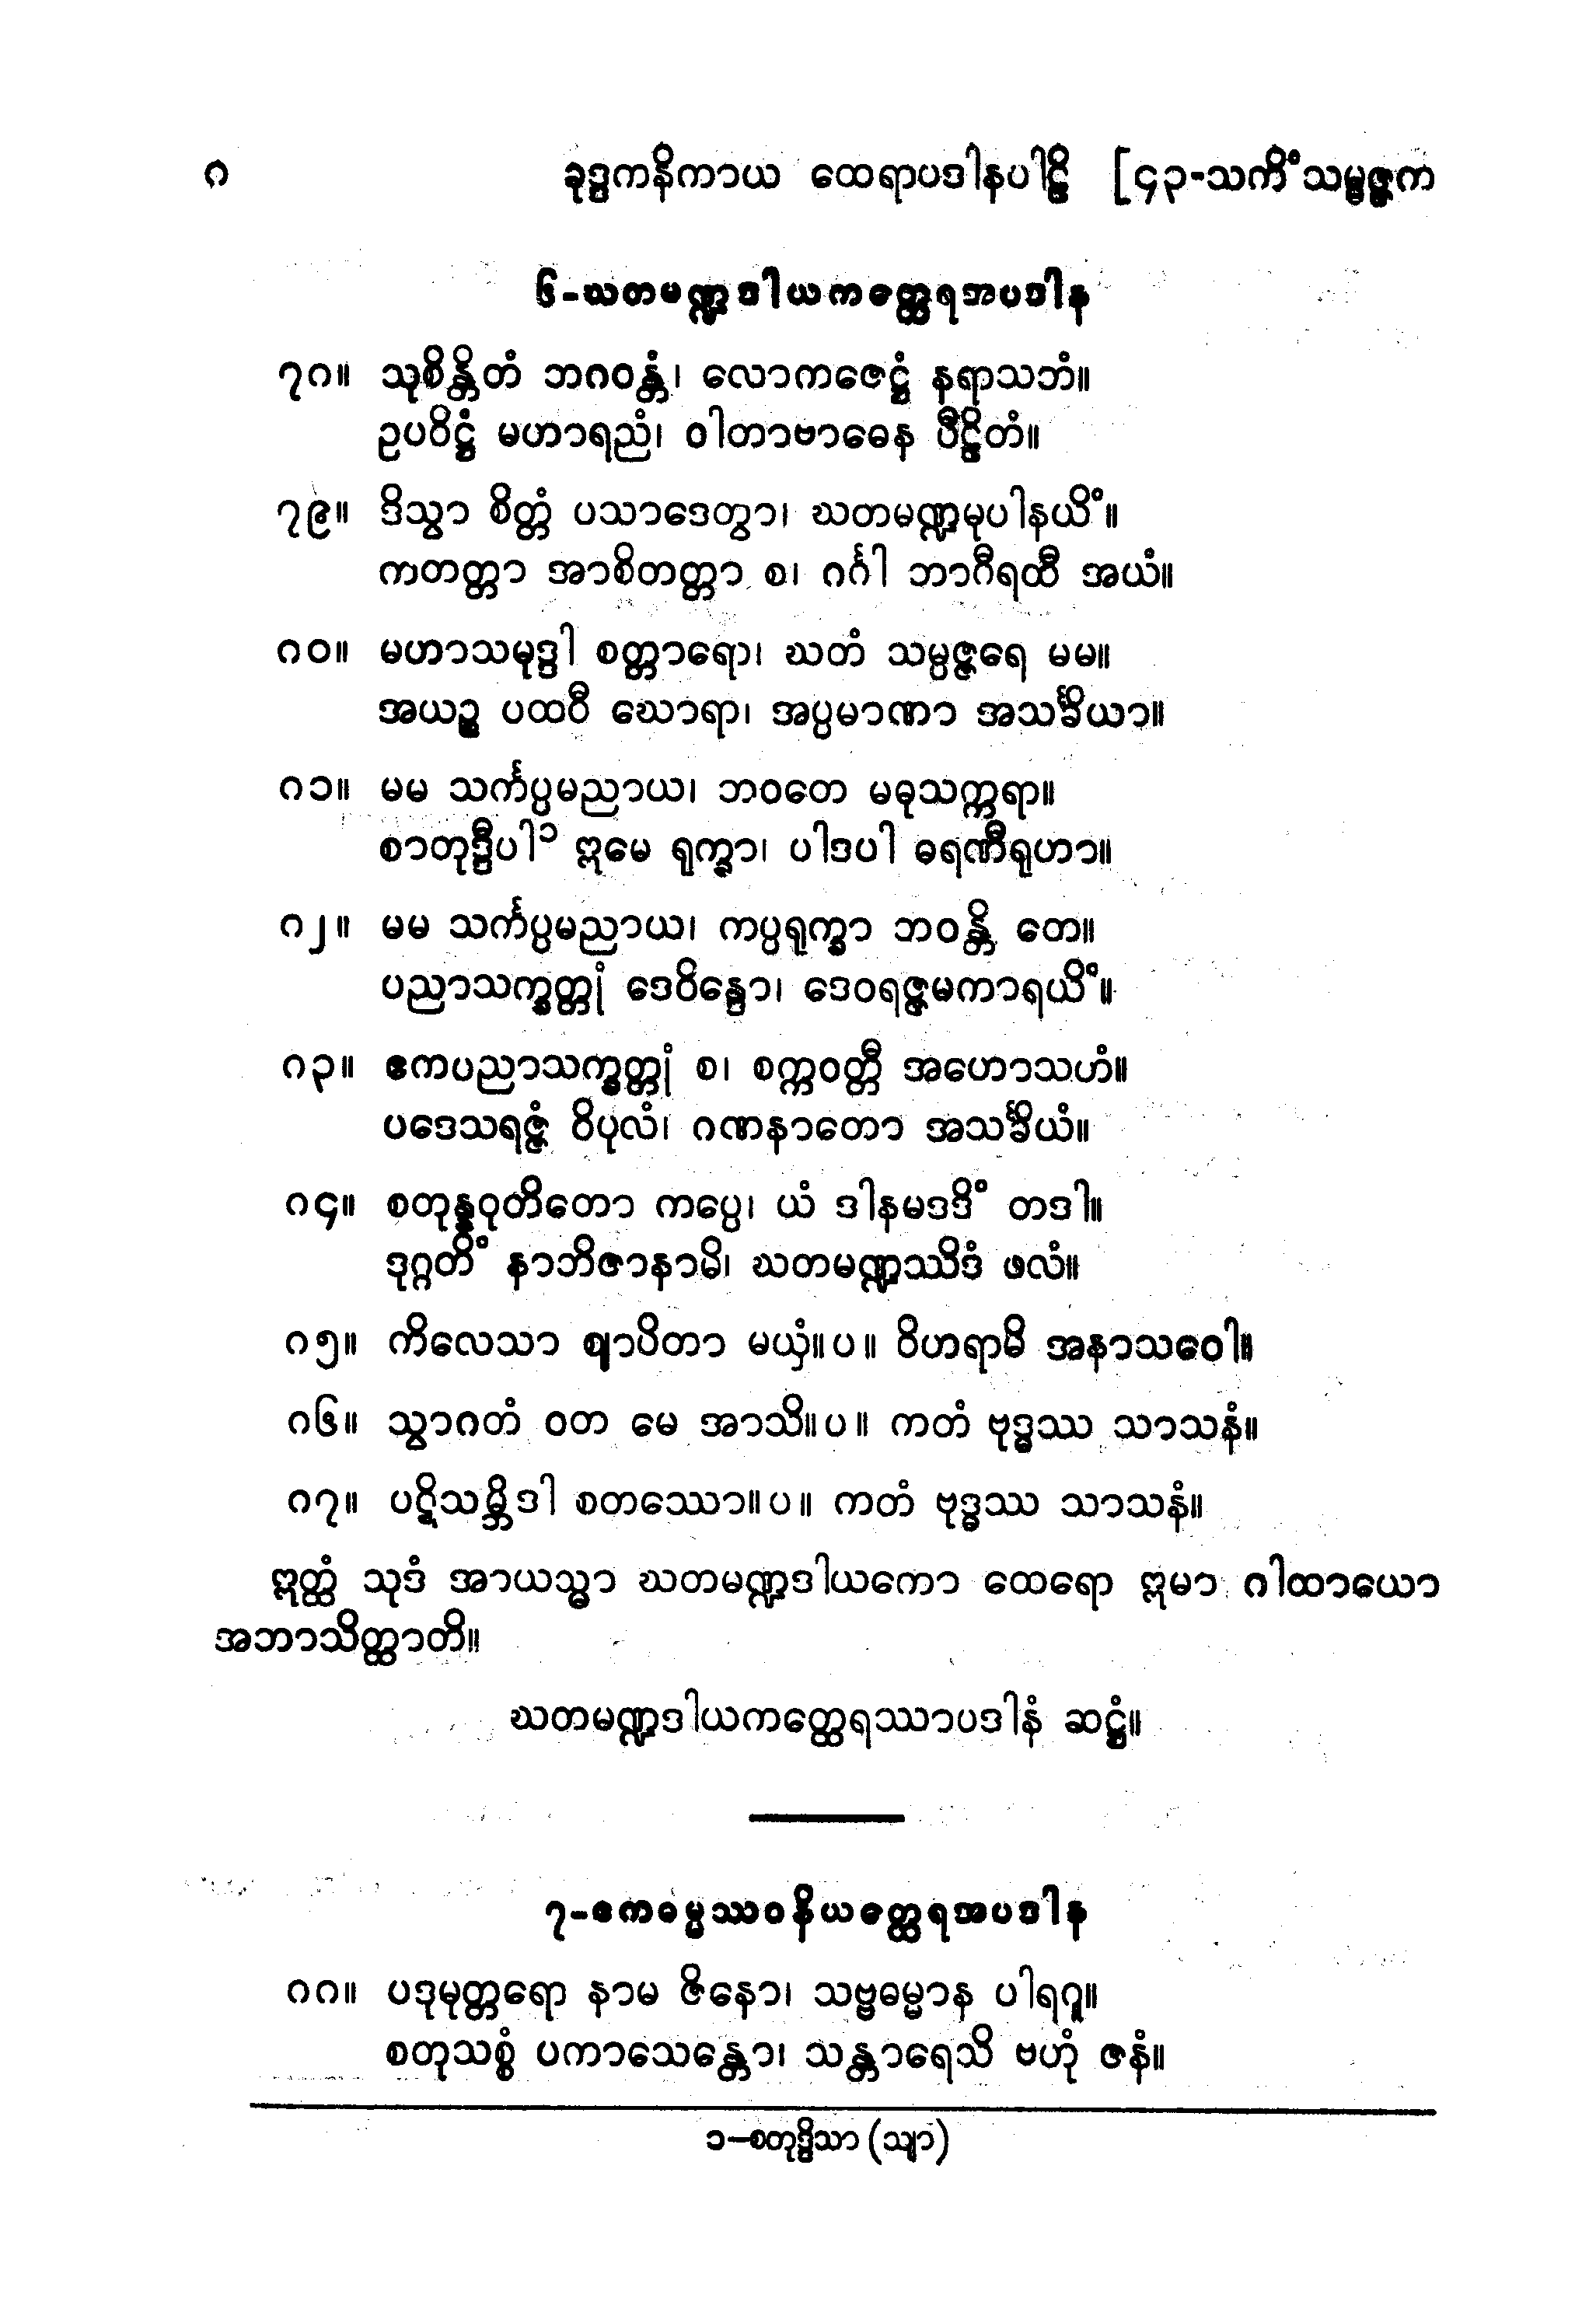 ၈ ခုဒ္ဒကနိကာယ ထေရာပဒါနပါဠိ [၄၃-သကိံသမ္မဇ္ဇက
၆-ဃတမဏ္ဍဒါယကတ္ထေရအပဒါန
၇၈။ သုစိန္တိတံ ဘဂဝန္တံ၊ လောကဇေဋ္ဌံ နရာသဘံ။
ဥပဝိဋ္ဌံ မဟာရညံ၊ ဝါတာဗာဓေန ပီဠိတံ။
၇၉။ ဒိသွာ စိတ္တံ ပသာဒေတွာ၊ ဃတမဏ္ဍမုပါနယိံ။
ကတတ္တာ အာစိတတ္တာ စ၊ ဂင်္ဂါ ဘာဂီရထီ အယံ။
၈၀။ မဟာသမုဒ္ဒါ စတ္တာရော၊ ဃတံ သမ္ပဇ္ဇရေ မမ။
အယဉ္စ ပထဝီ ဃောရာ၊ အပ္ပမာဏာ အသင်္ခိယာ။
၈၁။ မမ သင်္ကပ္ပမညာယ၊ ဘဝတေ မဓုသက္ကရာ။
စာတုဒ္ဒီပါ၁ ဣမေ ရုက္ခာ၊ ပါဒပါ ဓရဏီရုဟာ။
၈၂။ မမ သင်္ကပ္ပမညာယ၊ ကပ္ပရုက္ခာ ဘဝန္တိ တေ။
ပညာသက္ခတ္တုံ ဒေဝိန္ဒော၊ ဒေဝရဇ္ဇမကာရယိံ။
၈၃။ ဧကပညာသက္ခတ္တုံ စ၊ စက္ကဝတ္တီ အဟောသဟံ။
ပဒေသရဇ္ဇံ ဝိပုလံ၊ ဂဏနာတော အသင်္ခိယံ။
၈၄။ စတုန္နဝုတိတော ကပ္ပေ၊ ယံ ဒါနမဒဒိံ တဒါ။
ဒုဂ္ဂတိံ နာဘိဇာနာမိ၊ ဃတမဏ္ဍဿိဒံ ဖလံ။
၈၅။ ကိလေသာ ဈာပိတာ မယှံ။ပ။ ဝိဟရာမိ အနာသဝေါ။
၈၆။ သွာဂတံ ဝတ မေ အာသိ။ပ။ ကတံ ဗုဒ္ဓဿ သာသနံ။
၈၇။ ပဋိသမ္ဘိဒါ စတဿော။ပ။ ကတံ ဗုဒ္ဓဿ သာသနံ။
ဣတ္ထံ သုဒံ အာယသ္မာ ဃတမဏ္ဍဒါယကော ထေရော ဣမာ ဂါထာယော
အဘာသိတ္ထာတိ။
ဃတမဏ္ဍဒါယကတ္ထေရဿာပဒါနံ ဆဋ္ဌံ။
၇-ဧကဓမ္မဿဝနိယတ္ထေရအပဒါန
၈၈။ ပဒုမုတ္တရော နာမ ဇိနော၊ သဗ္ဗဓမ္မာန ပါရဂူ။
စတုသစ္စံ ပကာသေန္တော၊ သန္တာရေသိ ဗဟုံ ဇနံ။
၁–စတုဒ္ဒိသာ (သျာ)